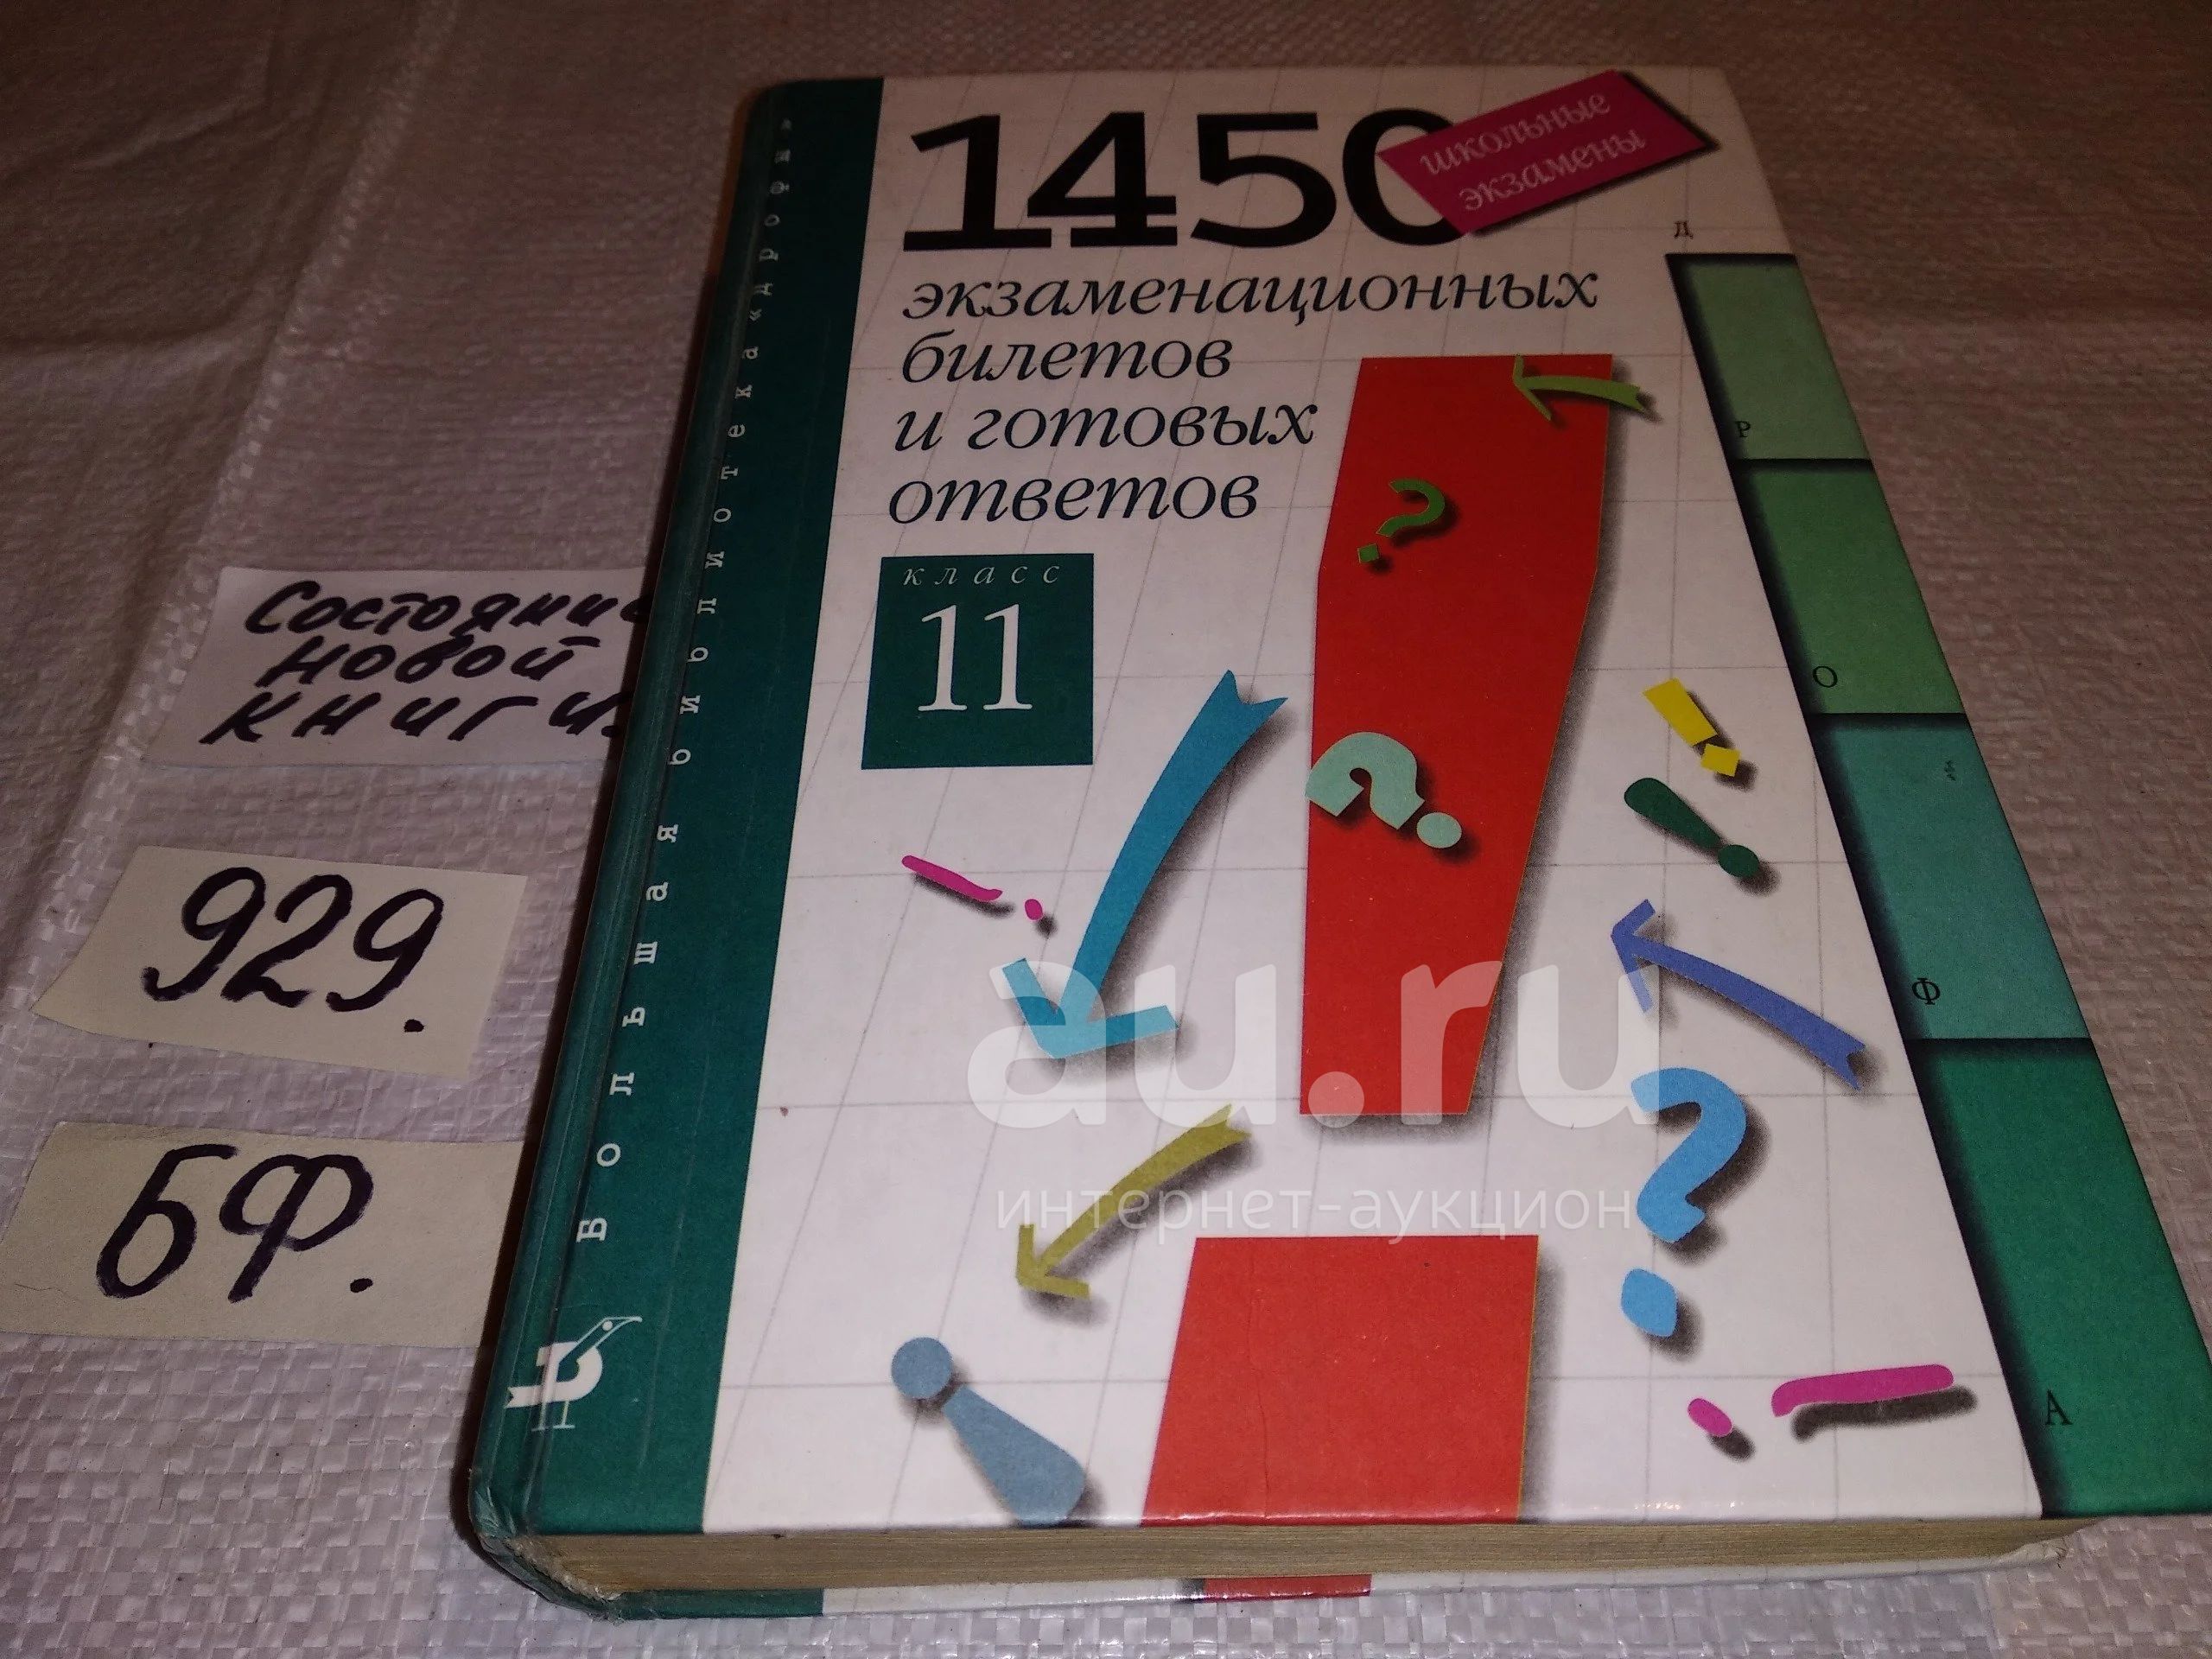 1450
школьные
экзамены
экзаменационных
билетов
и готовых
ответов
класс
11
Д
Р
О
Ф
А
Большая библиотека «Дрофы»
Состояние
новой
книги.
929.
БФ.
au.ru
интернет-аукцион